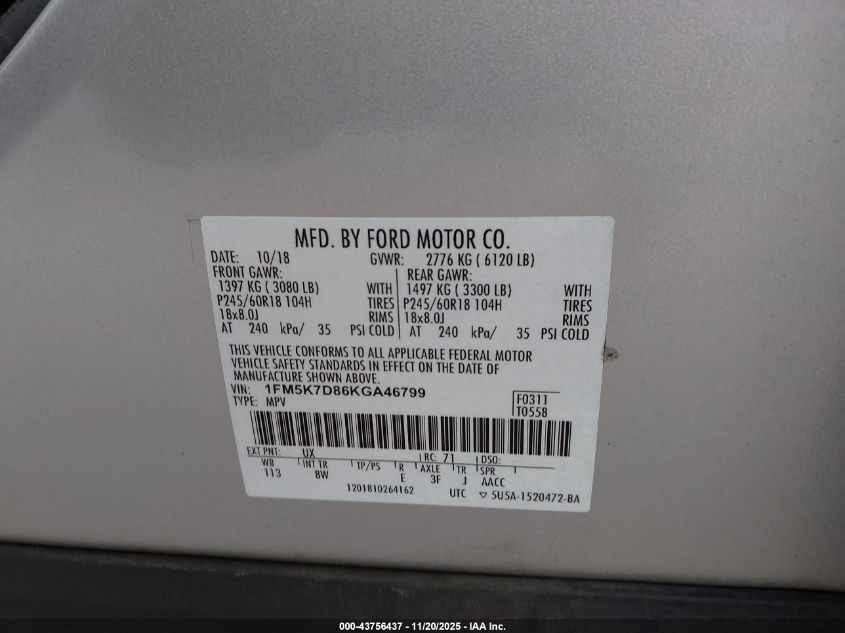 MFD. BY FORD MOTOR CO.
DATE: 10/18 GVWR: 2776 KG ( 6120 LB)
FRONT GAWR: REAR GAWR:
1397 KG ( 3080 LB) WITH 1497 KG ( 3300 LB) WITH
P245/60R18 104H TIRES P245/60R18 104H TIRES
18x8.0J RIMS 18x8.0J RIMS
AT 240 kPa/ 35 PSI COLD AT 240 kPa/ 35 PSI COLD
THIS VEHICLE CONFORMS TO ALL APPLICABLE FEDERAL MOTOR
VEHICLE SAFETY STANDARDS IN EFFECT ON THE DATE OF
MANUFACTURE SHOWN ABOVE.
VIN: 1FM5K7D86KGA46799 F0311
TYPE: MPV T0558
EXT PNT: UX RC: 71 DSO:
WB INT TR TP/PS R AXLE TR SPR
113 8W E 3F J AACC
1201810264162 UTC ▽ 5U5A-1520472-BA
000-43756437 - 11/20/2025 - IAA Inc.